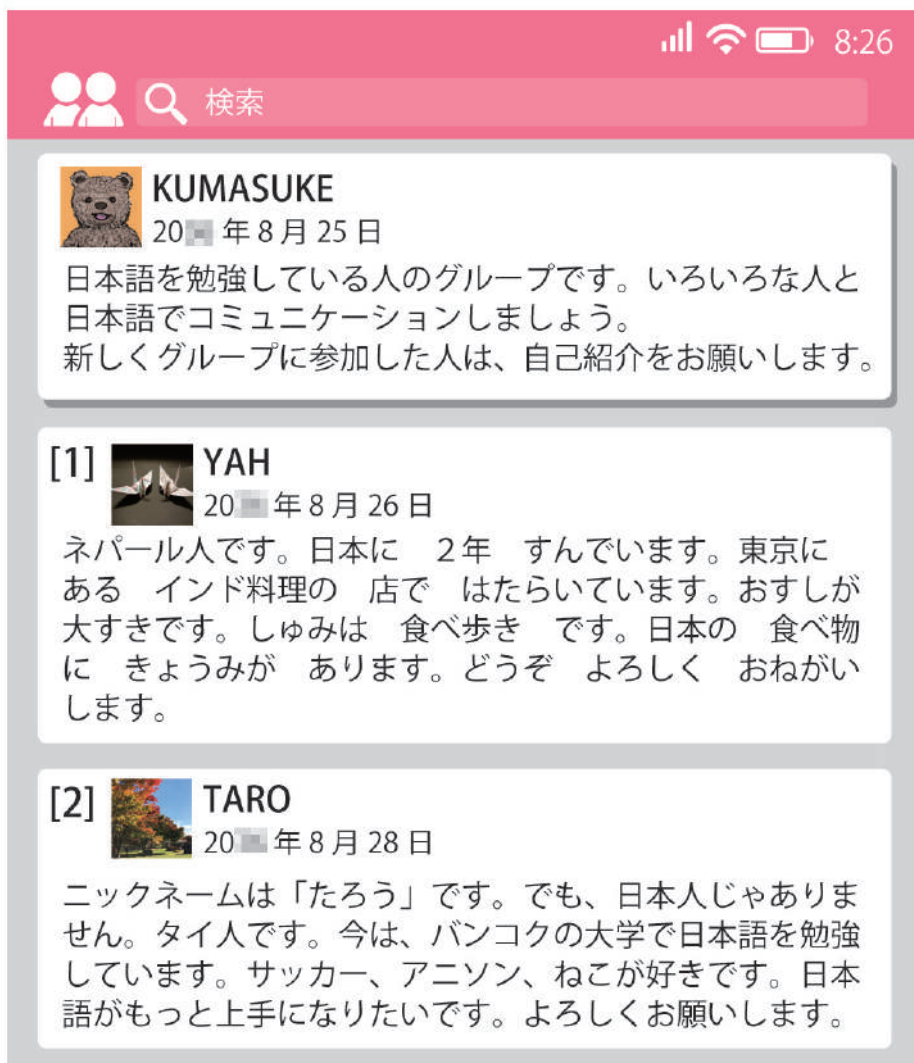 8:26
検索
KUMASUKE
20 年 8 月 25 日
日本語を勉強している人のグループです。いろいろな人と
日本語でコミュニケーションしましょう。
新しくグループに参加した人は、自己紹介をお願いします。
[1] YAH
20 年 8 月 26 日
ネパール人です。日本に　２年　すんでいます。東京に
ある　インド料理の　店で　はたらいています。おすしが
大すきです。しゅみは　食べ歩き　です。日本の　食べ物
に　きょうみが　あります。どうぞ　よろしく　おねがい
します。
[2] TARO
20 年 8 月 28 日
ニックネームは「たろう」です。でも、日本人じゃありま
せん。タイ人です。今は、バンコクの大学で日本語を勉強
しています。サッカー、アニソン、ねこが好きです。日本
語がもっと上手になりたいです。よろしくお願いします。